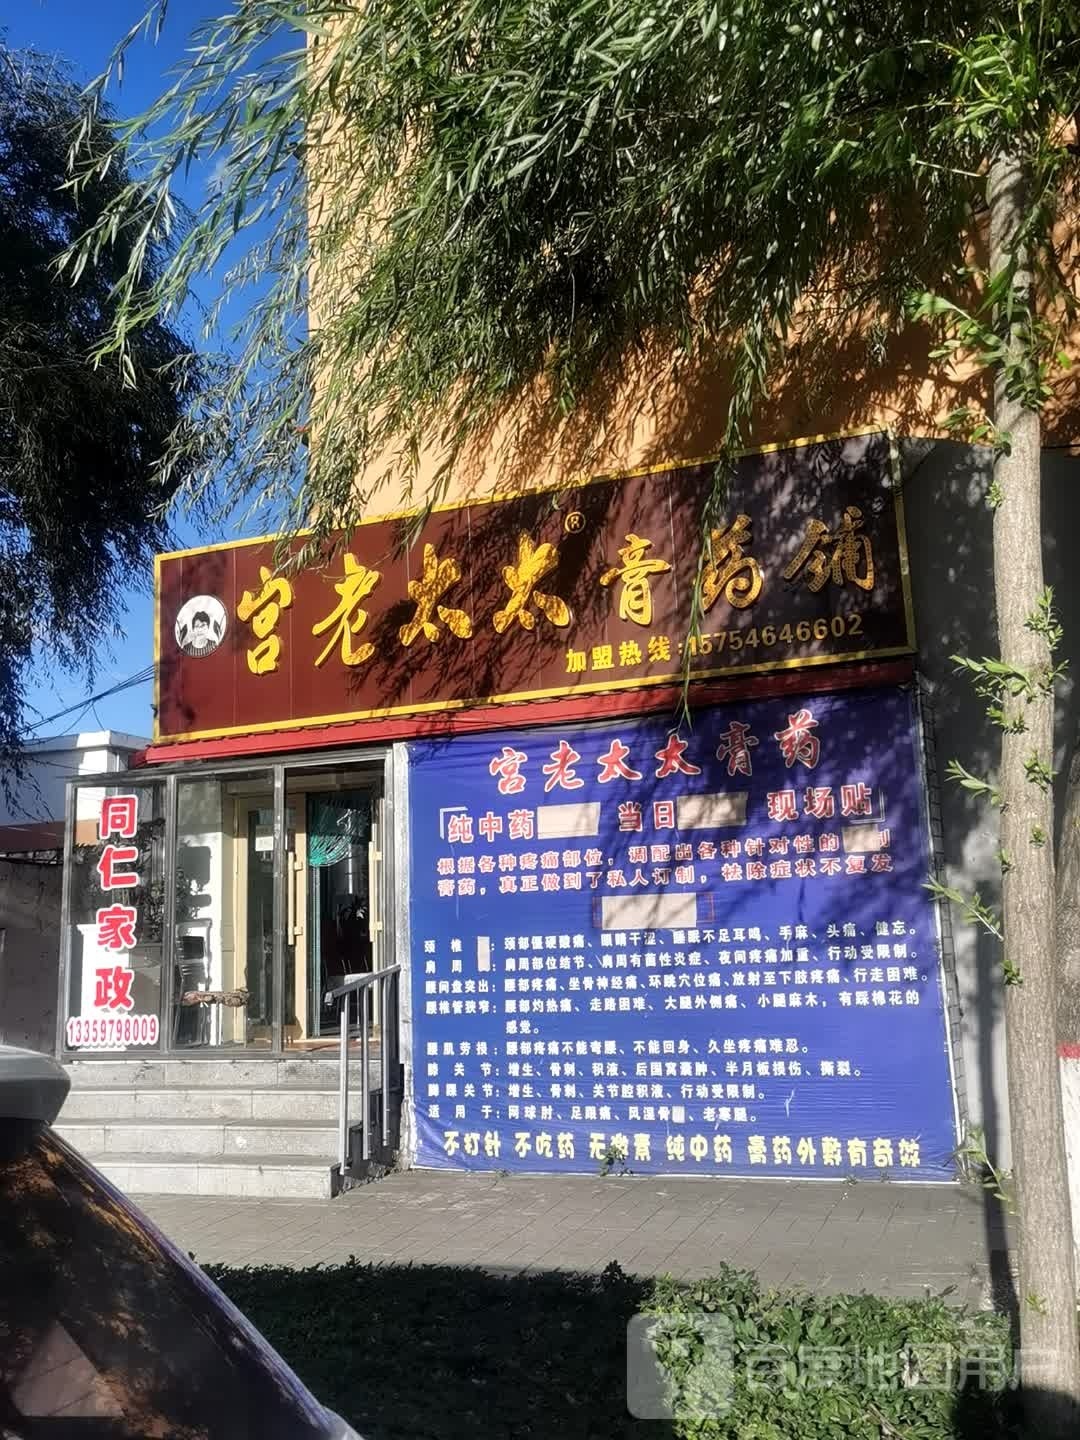 宫老太太®膏药铺
加盟热线:15754646602
宫老太太膏药
「纯中药 当日 现场贴」
根据各种疼痛部位，调配出各种针对性的 制
膏药，真正做到了私人订制，祛除症状不复发
颈椎 ：颈部僵硬酸痛、眼睛干涩、睡眠不足耳鸣、手麻、头痛、健忘。
肩周 ：肩周部位结节、肩周有菌性炎症、夜间疼痛加重、行动受限制。
腰间盘突出：腰部疼痛、坐骨神经痛、环跳穴位痛、放射至下肢疼痛、行走困难。
腰椎管狭窄：腰部灼热痛、走路困难、大腿外侧痛、小腿麻木，有踩棉花的
感觉。
腰肌劳损：腰部疼痛不能弯腰、不能回身、久坐疼痛难忍。
膝关节：增生、骨刺、积液、后国窝囊肿、半月板损伤、撕裂。
脚踝关节：增生、骨刺、关节腔积液、行动受限制。
适用于：网球肘、足跟痛、风湿骨 、老寒腿。
不打针 不吃药 无激素 纯中药 膏药外敷有奇效
同仁家政
13359798009
百度地图用户